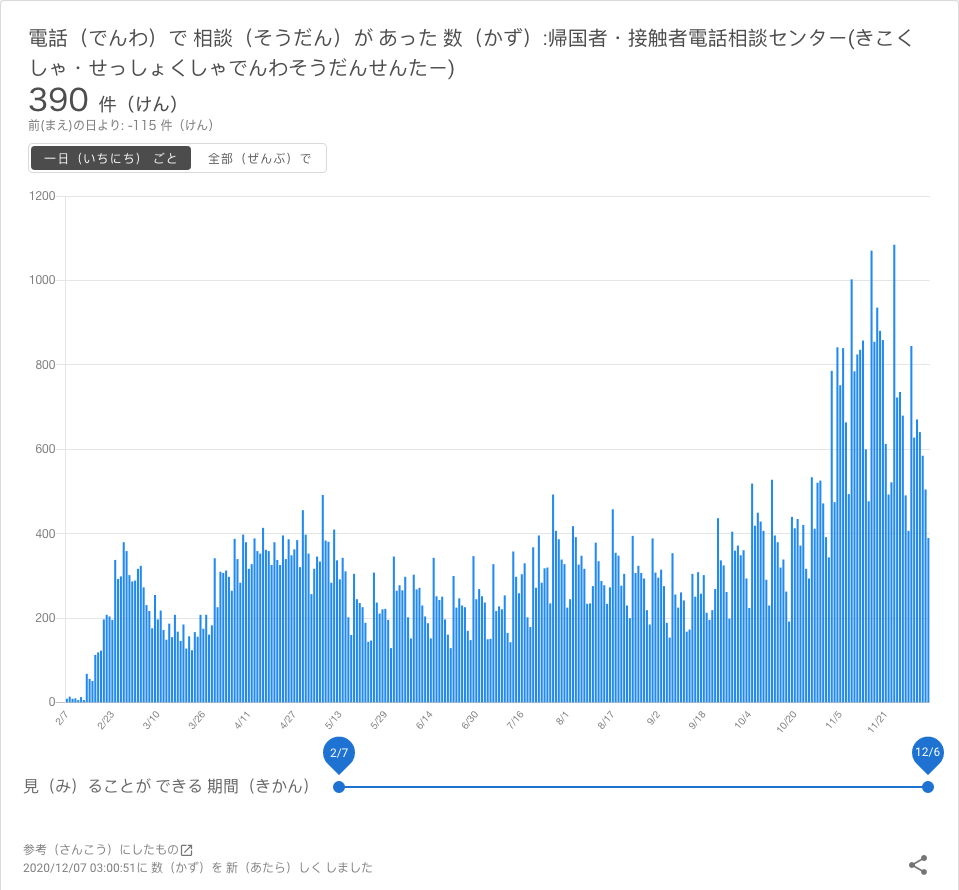 電話（でんわ）で 相談（そうだん）が あった 数（かず）:帰国者・接触者電話相談センター(きこく
しゃ・せっしょくしゃでんわそうだんせんたー)
390 件（けん）
前(まえ)の日より: -115 件（けん）
一日（いちにち） ごと 全部（ぜんぶ）で
1200
1000
800
600
400
200
0
2/7 2/23 3/10 3/26 4/11 4/27 5/13 5/29 6/14 6/30 7/16 8/1 8/17 9/2 9/18 10/4 10/20 11/5 11/21
2/7 12/6
見（み）ることが できる 期間（きかん）
参考（さんこう）にしたもの
2020/12/07 03:00:51に 数（かず）を 新（あたら）しく しました